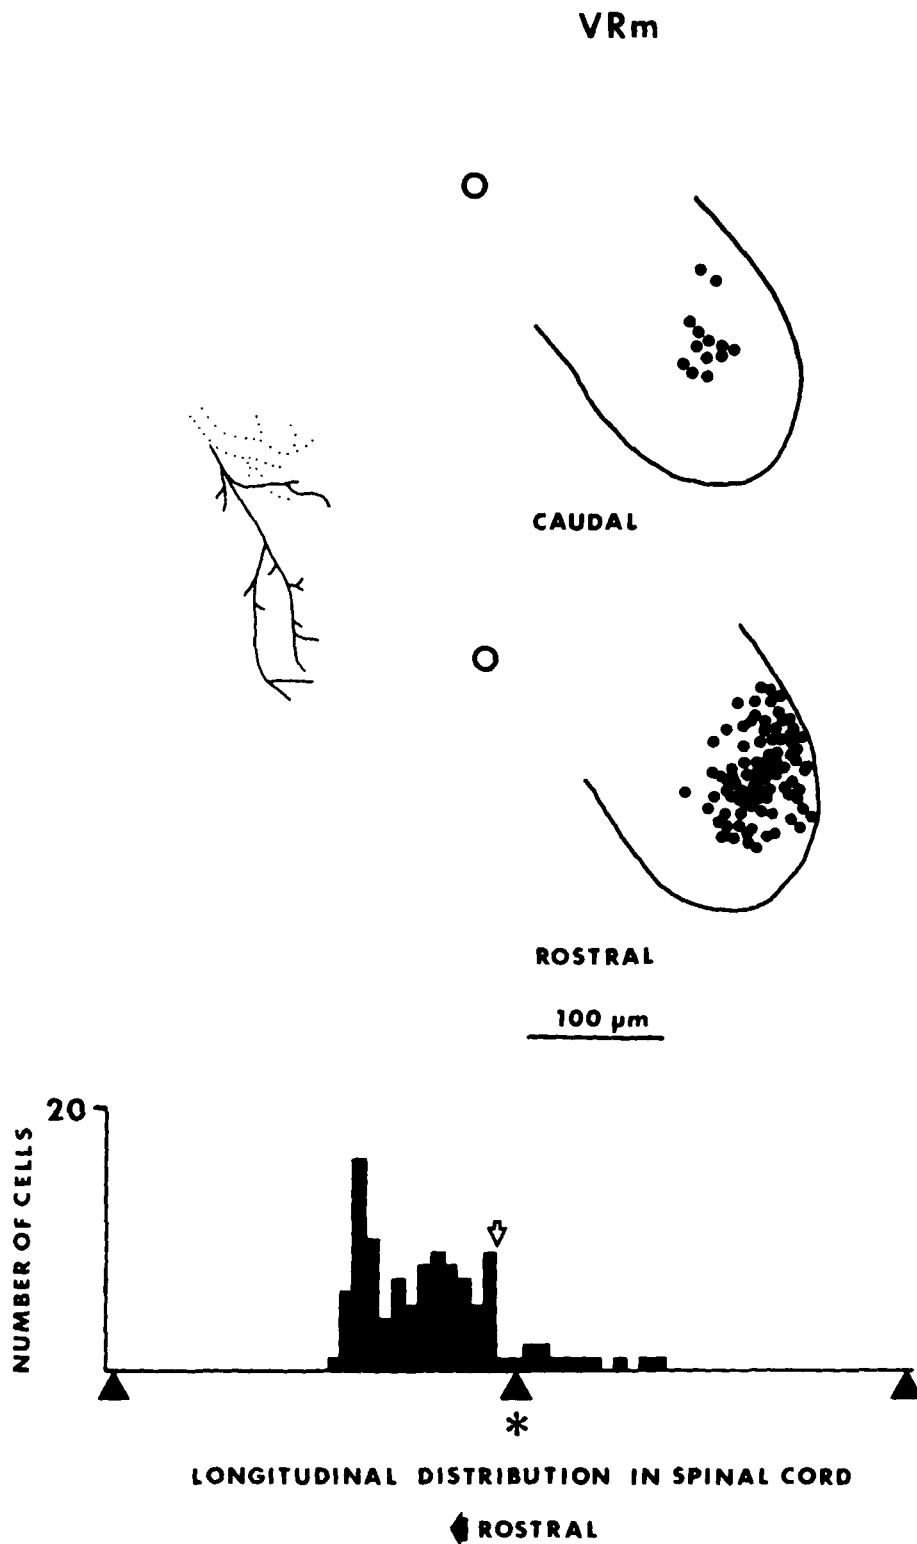 VRm
CAUDAL
ROSTRAL
100 µm
20
NUMBER OF CELLS
*
LONGITUDINAL DISTRIBUTION IN SPINAL CORD
ROSTRAL